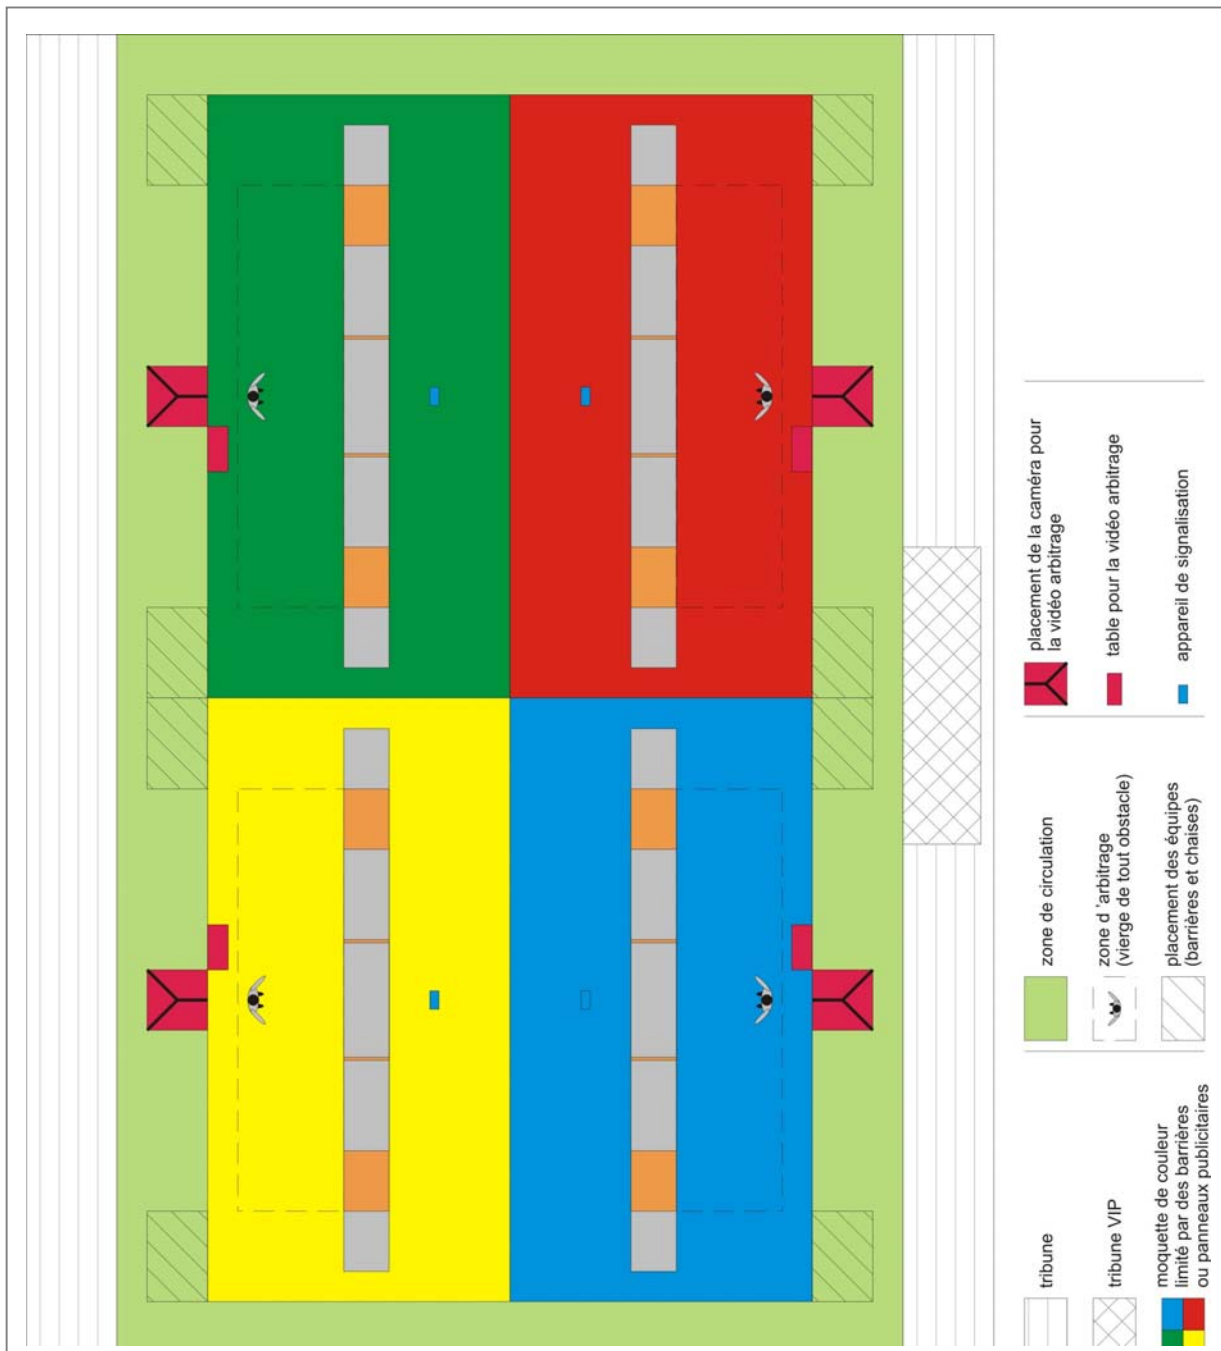 tribune
tribune VIP
moquette de couleur
limité par des barrières
ou panneaux publicitaires
zone de circulation
zone d 'arbitrage
(vierge de tout obstacle)
placement des équipes
(barrières et chaises)
placement de la caméra pour
la vidéo arbitrage
table pour la vidéo arbitrage
appareil de signalisation